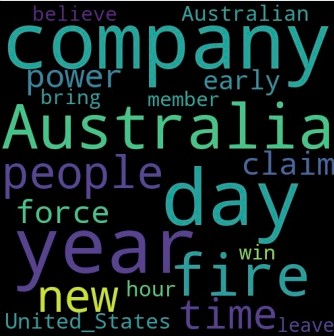 believe Australian
company
power early
bring member
Australia
people claim
force day
year win
new hour fire
United_States time leave